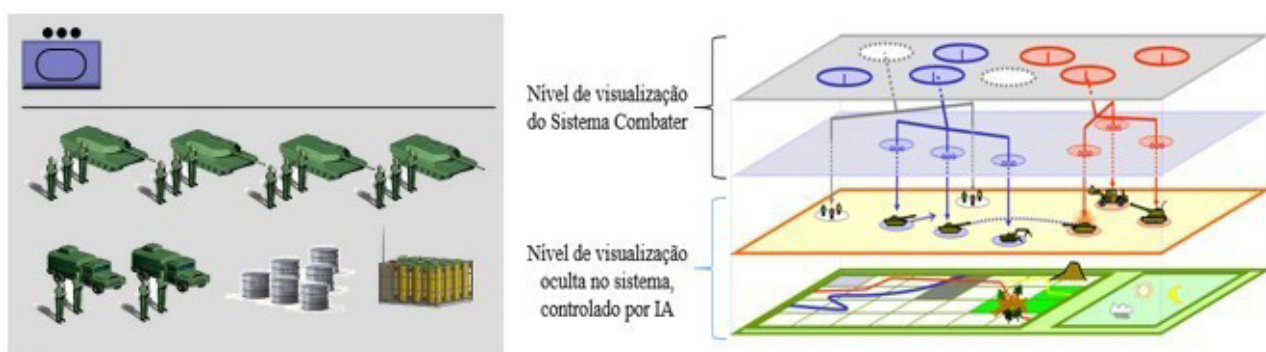 Nível de visualização
do Sistema Combater
Nível de visualização
oculta no sistema,
controlado por IA